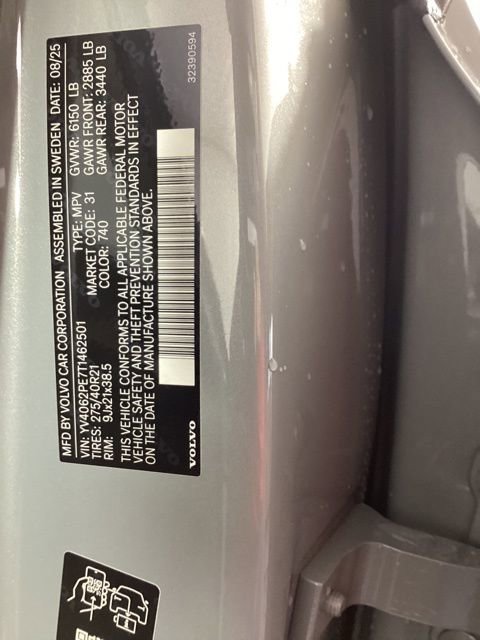 MFD BY VOLVO CAR CORPORATION ASSEMBLED IN SWEDEN DATE: 08/25
VIN: YV4062PE7T1462501 TYPE: MPV GVWR: 6150 LB
TIRES: 275/40R21 MARKET CODE: 31 GAWR FRONT: 2885 LB
RIM: 9Jx21x38.5 COLOR: 740 GAWR REAR: 3440 LB
THIS VEHICLE CONFORMS TO ALL APPLICABLE FEDERAL MOTOR
VEHICLE SAFETY AND THEFT PREVENTION STANDARDS IN EFFECT
ON THE DATE OF MANUFACTURE SHOWN ABOVE.
VOLVO 32390594